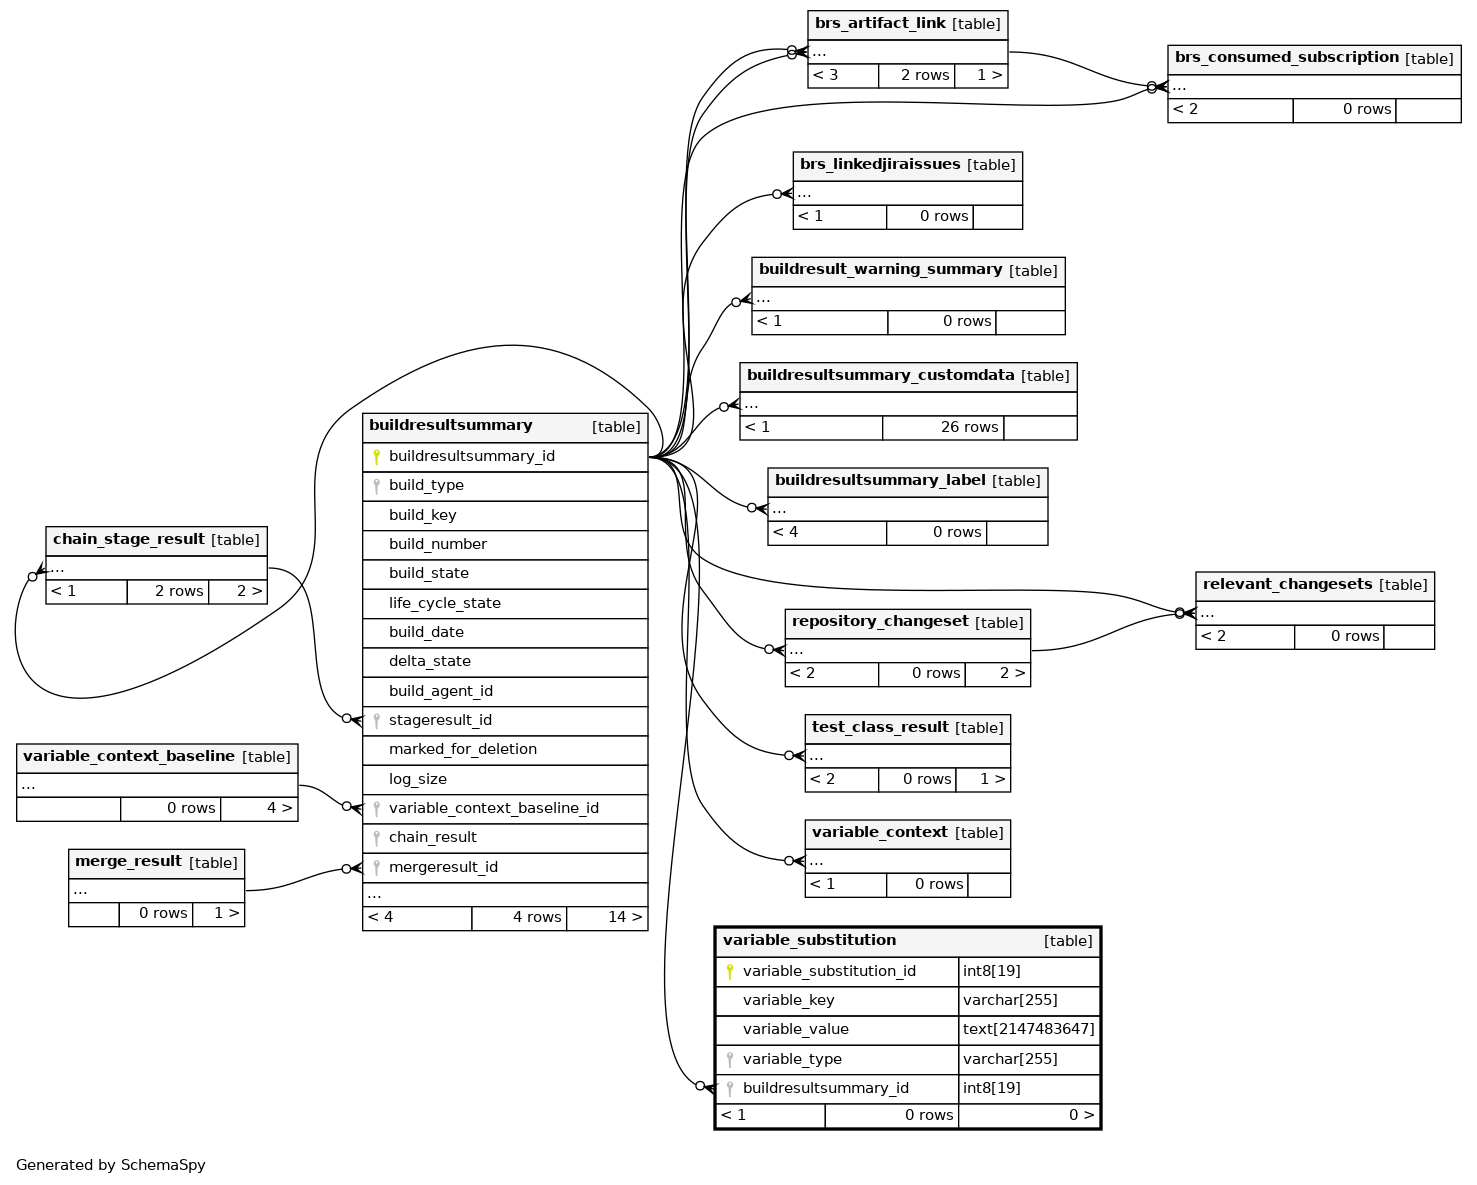 brs_artifact_link [table]
...
< 3 2 rows 1 >
brs_consumed_subscription [table]
...
< 2 0 rows
brs_linkedjiraissues [table]
...
< 1 0 rows
buildresult_warning_summary [table]
...
< 1 0 rows
buildresultsummary_customdata [table]
...
< 1 26 rows
buildresultsummary [table]
buildresultsummary_id
build_type
build_key
build_number
build_state
life_cycle_state
build_date
delta_state
build_agent_id
stageresult_id
marked_for_deletion
log_size
variable_context_baseline_id
chain_result
mergeresult_id
...
< 4 4 rows 14 >
buildresultsummary_label [table]
...
< 4 0 rows
chain_stage_result [table]
...
< 1 2 rows 2 >
relevant_changesets [table]
...
< 2 0 rows
repository_changeset [table]
...
< 2 0 rows 2 >
test_class_result [table]
...
< 2 0 rows 1 >
variable_context_baseline [table]
...
0 rows 4 >
variable_context [table]
...
< 1 0 rows
merge_result [table]
...
0 rows 1 >
variable_substitution [table]
variable_substitution_id int8[19]
variable_key varchar[255]
variable_value text[2147483647]
variable_type varchar[255]
buildresultsummary_id int8[19]
< 1 0 rows 0 >
Generated by SchemaSpy